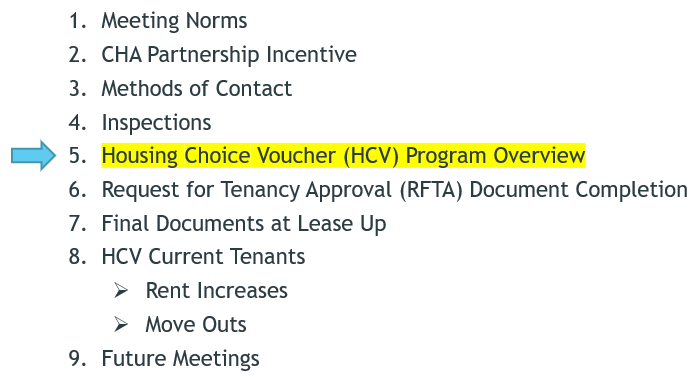 1. Meeting Norms
2. CHA Partnership Incentive
3. Methods of Contact
4. Inspections
5. Housing Choice Voucher (HCV) Program Overview
6. Request for Tenancy Approval (RFTA) Document Completion
7. Final Documents at Lease Up
8. HCV Current Tenants
➢ Rent Increases
➢ Move Outs
9. Future Meetings